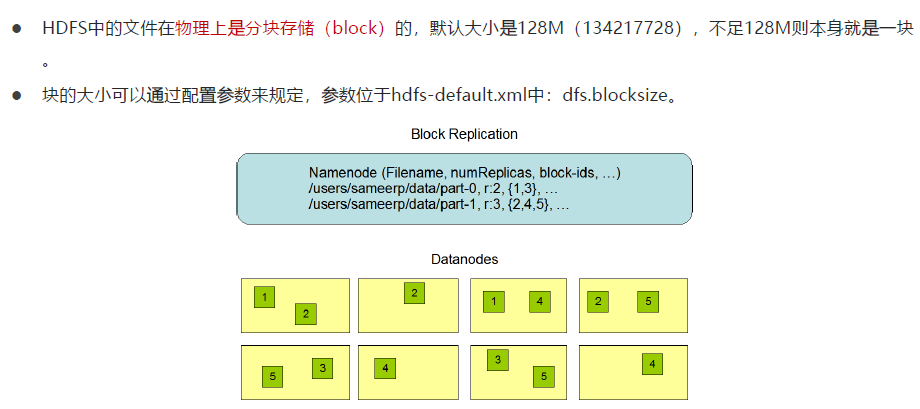 HDFS中的文件在物理上是分块存储（block）的，默认大小是128M（134217728），不足128M则本身就是一块
。
块的大小可以通过配置参数来规定，参数位于hdfs-default.xml中：dfs.blocksize。
Block Replication
Namenode (Filename, numReplicas, block-ids, …)
/users/sameerp/data/part-0, r:2, {1,3}, …
/users/sameerp/data/part-1, r:3, {2,4,5}, …
Datanodes
1 2 2 1 4 2 5
5 3 4 3 5 4